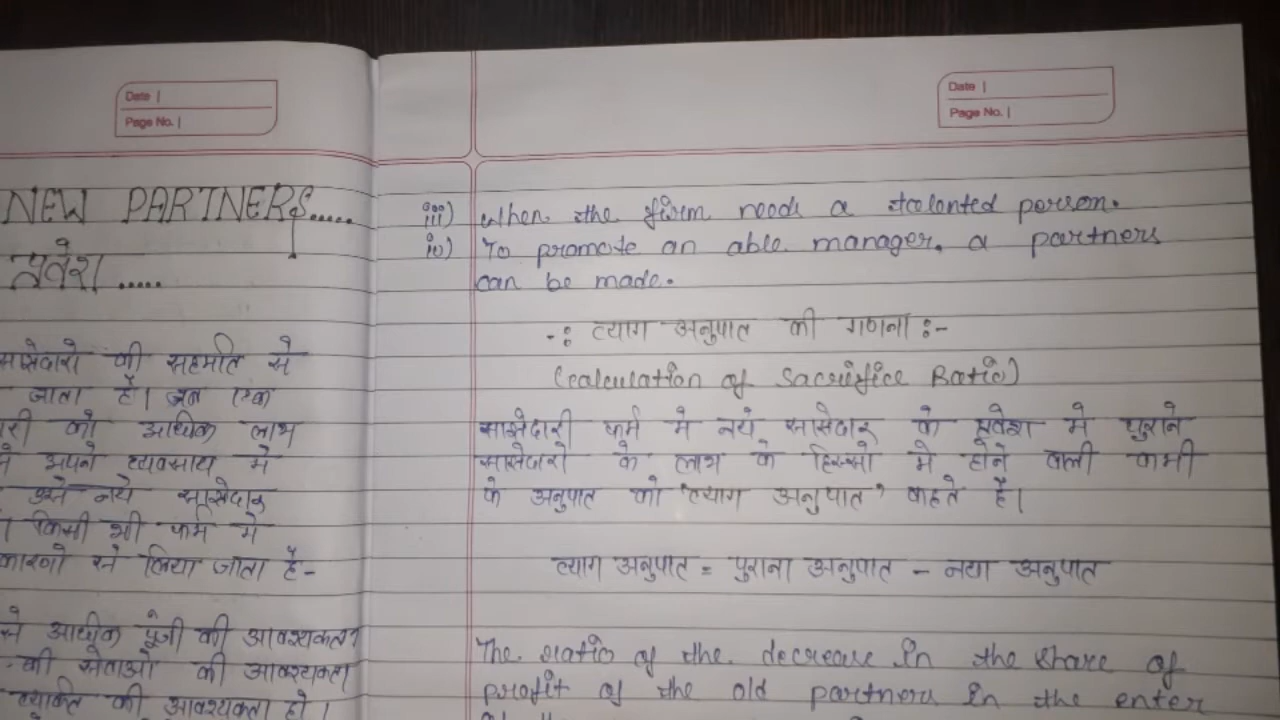 Date
Page No.
NEW PARTNERS.....
प्रवेश.....
साझेदारो की सहमति से
जाता है। जब एक
को अधिक लाभ
अपने व्यवसाय मे
उसे नये साझेदार
। किसी भी फर्म मे
कारणो से लिया जाता है-
से अधिक पूंजी की आवश्यकता
की सेवाओ की आवश्यकता
व्यक्ति की आवश्यकता हो।
Date
Page No.
iii) When the firm needs a talented person.
iv) To promote an able manager, a partners
can be made.
-: त्याग अनुपात की गणना :-
(calculation of Sacrifice Ratio)
साझेदारी फर्म मे नये साझेदार के प्रवेश मे पुराने
साझेदारो के लाभ के हिस्सो मे होने वाली कमी
के अनुपात को 'त्याग अनुपात' कहते है।
त्याग अनुपात = पुराना अनुपात - नया अनुपात
The ratio of the decrease in the share of
profit of the old partners in the enter